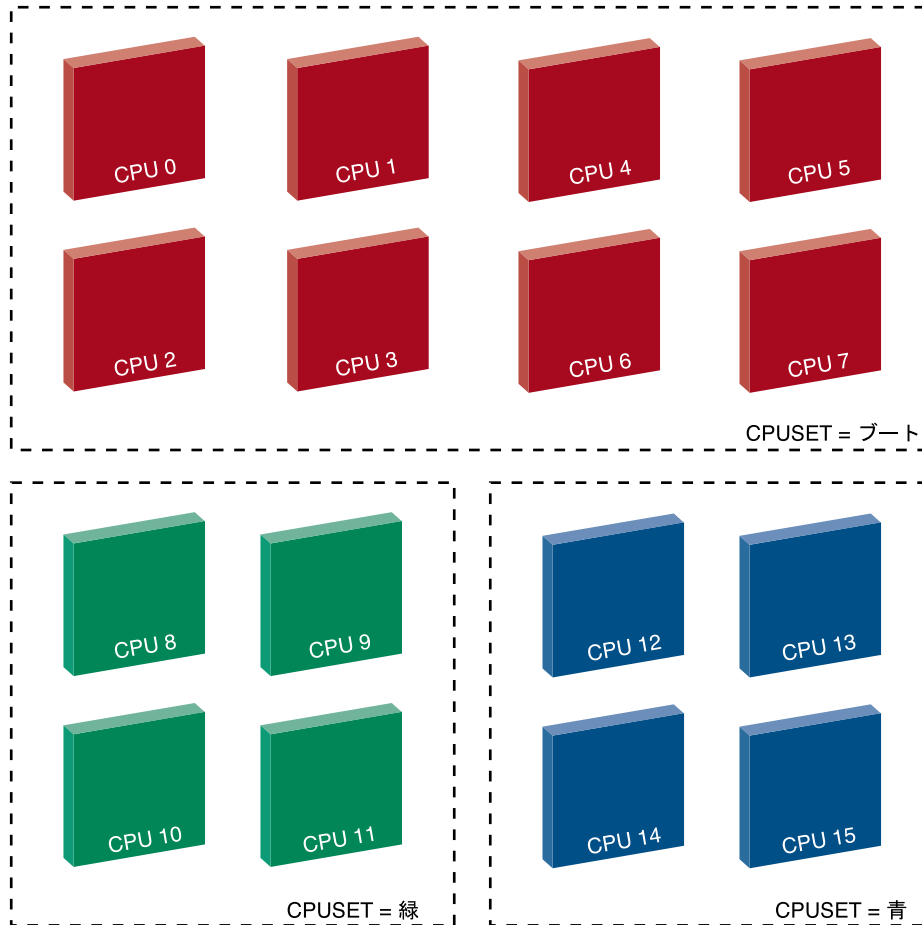 CPU 0
CPU 1
CPU 4
CPU 5
CPU 2
CPU 3
CPU 6
CPU 7
CPUSET = ブート
CPU 8
CPU 9
CPU 12
CPU 13
CPU 10
CPU 11
CPU 14
CPU 15
CPUSET = 緑
CPUSET = 青